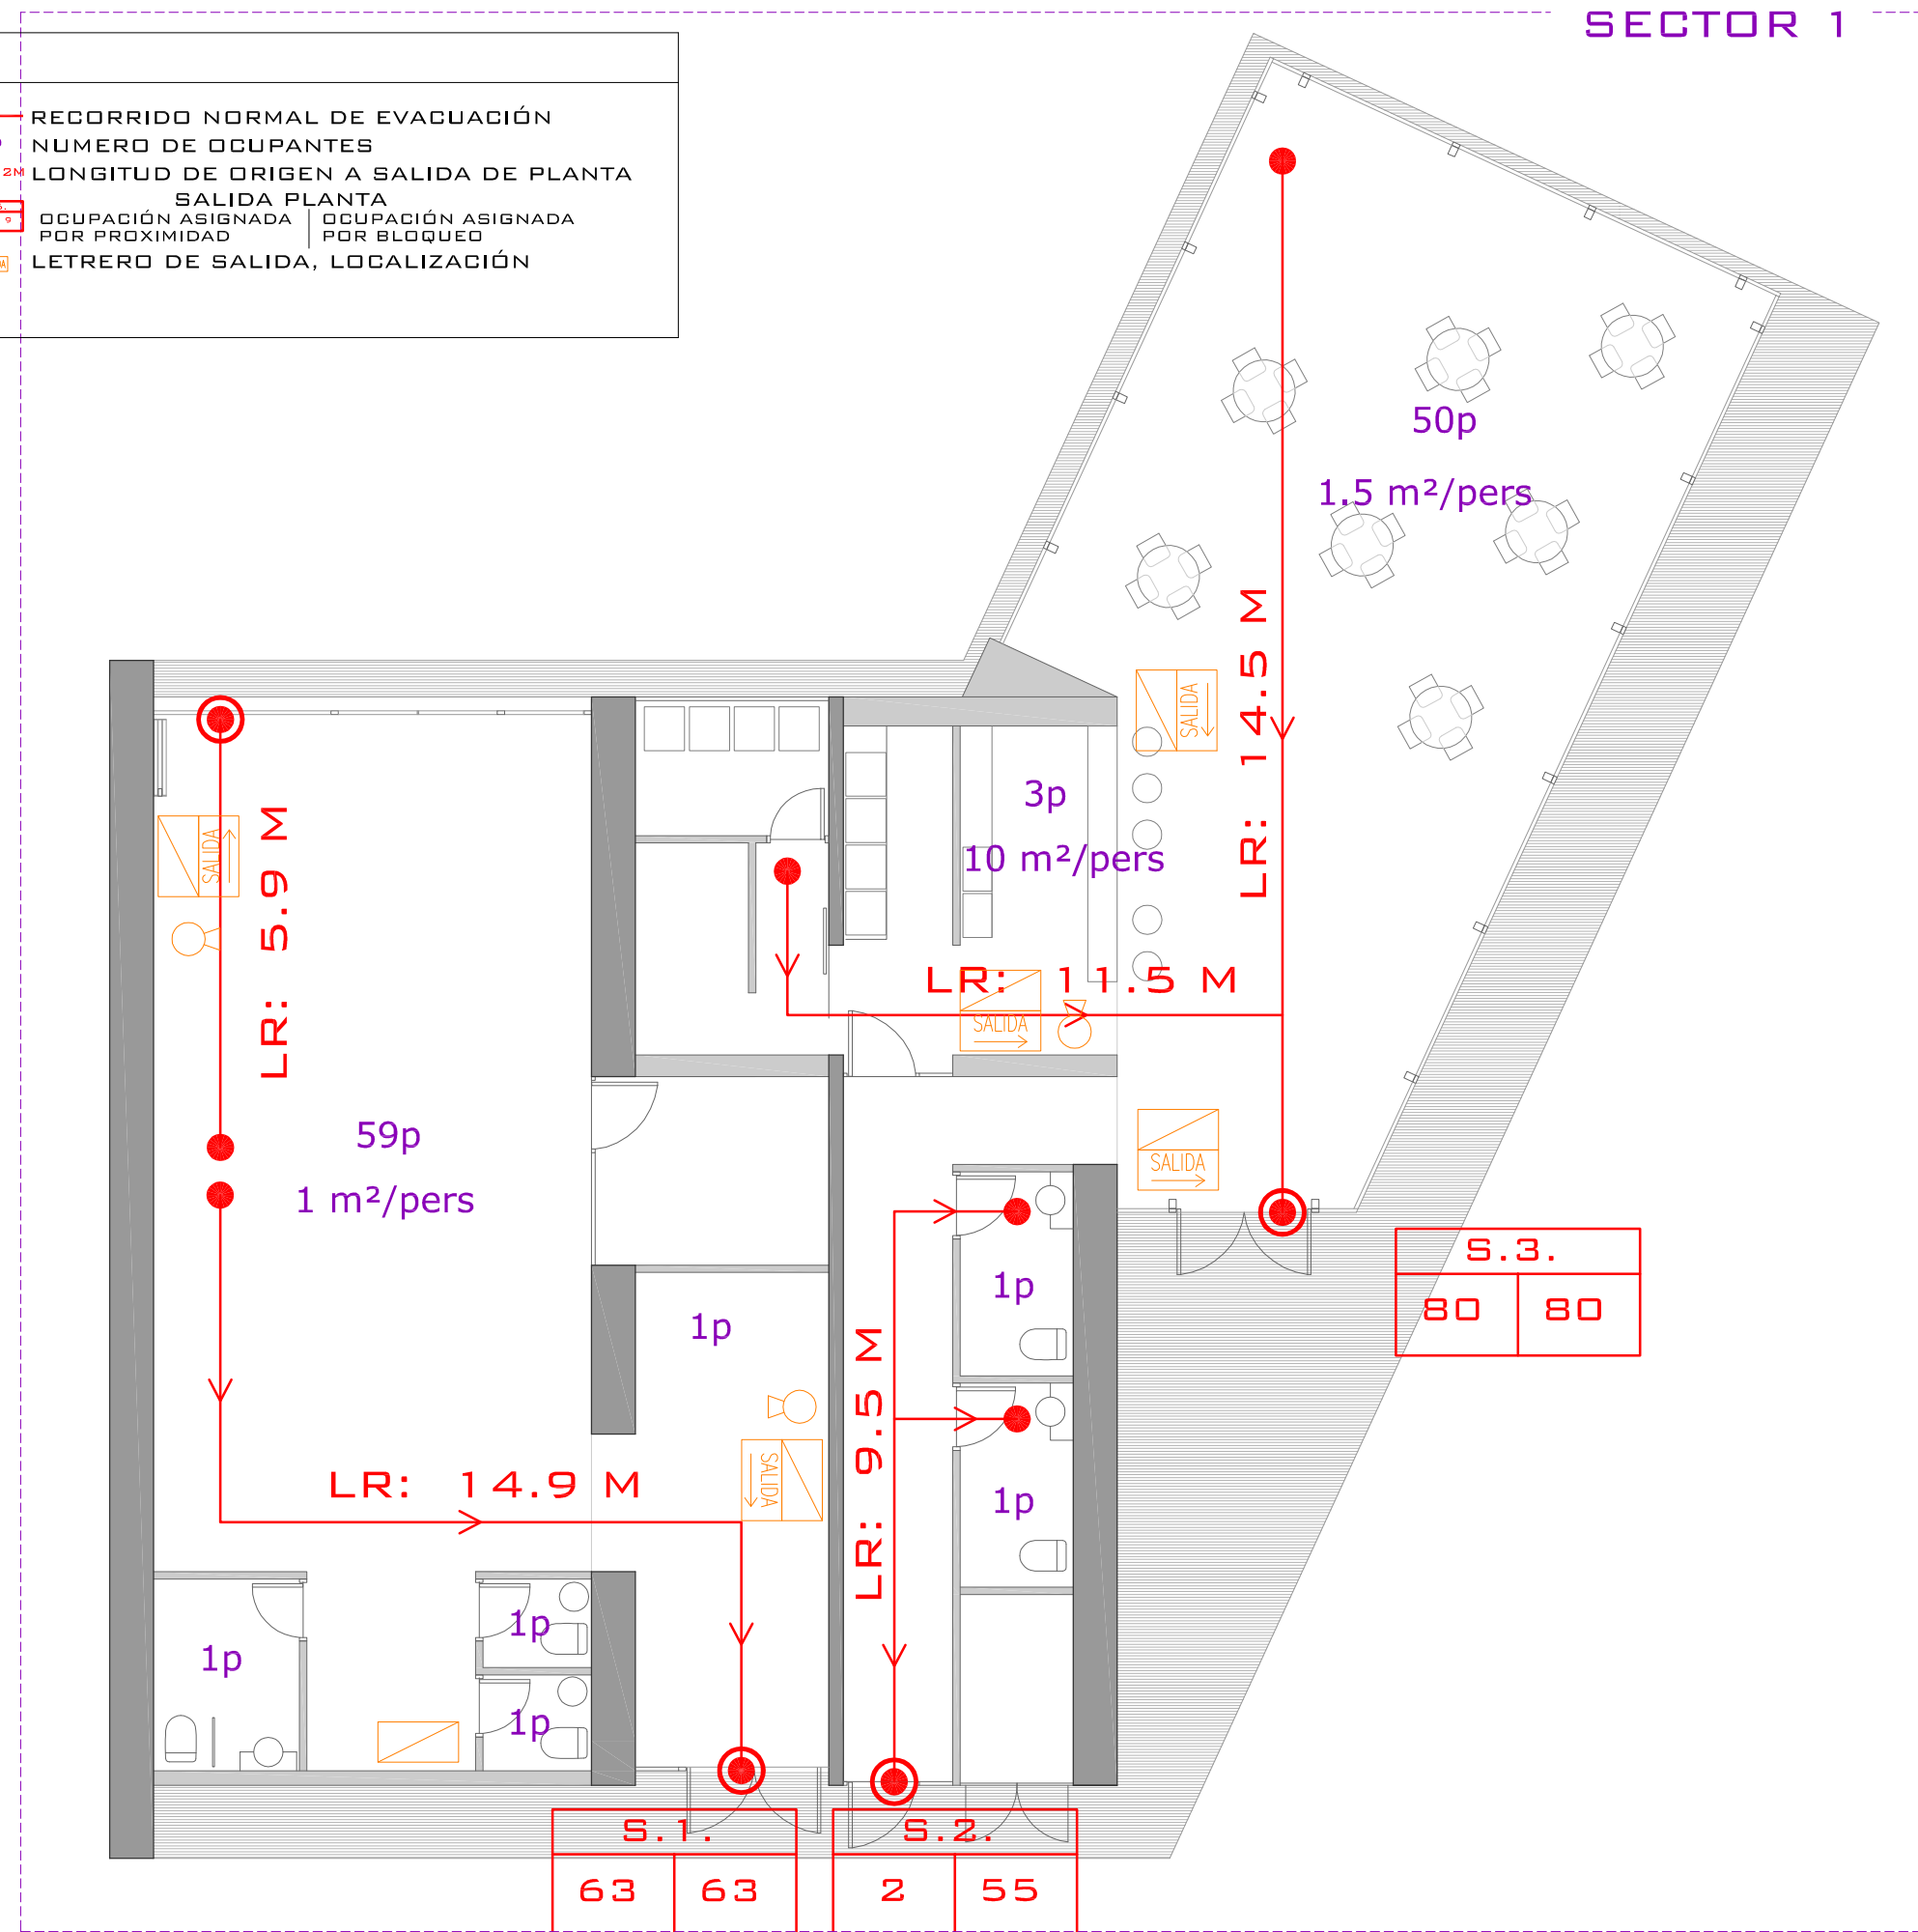 SECTOR 1
RECORRIDO NORMAL DE EVACUACIÓN
NUMERO DE OCUPANTES
2M LONGITUD DE ORIGEN A SALIDA DE PLANTA
SALIDA PLANTA
OCUPACIÓN ASIGNADA POR PROXIMIDAD
OCUPACIÓN ASIGNADA POR BLOQUEO
LETRERO DE SALIDA, LOCALIZACIÓN
50p
1.5 m²/pers
LR: 14.5 M
SALIDA
3p
10 m²/pers
LR: 5.9 M
SALIDA
LR: 11.5 M
SALIDA
59p
1 m²/pers
SALIDA
1p
1p
1p
LR: 9.5 M
S.3.
80 80
LR: 14.9 M
SALIDA
1p
1p
1p
S.1.
63 63
S.2.
2 55